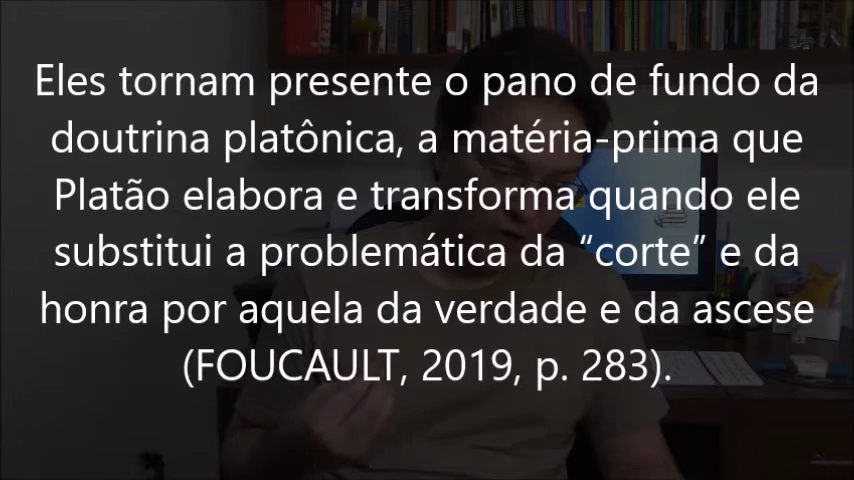 Eles tornam presente o pano de fundo da
doutrina platônica, a matéria-prima que
Platão elabora e transforma quando ele
substitui a problemática da “corte” e da
honra por aquela da verdade e da ascese
(FOUCAULT, 2019, p. 283).